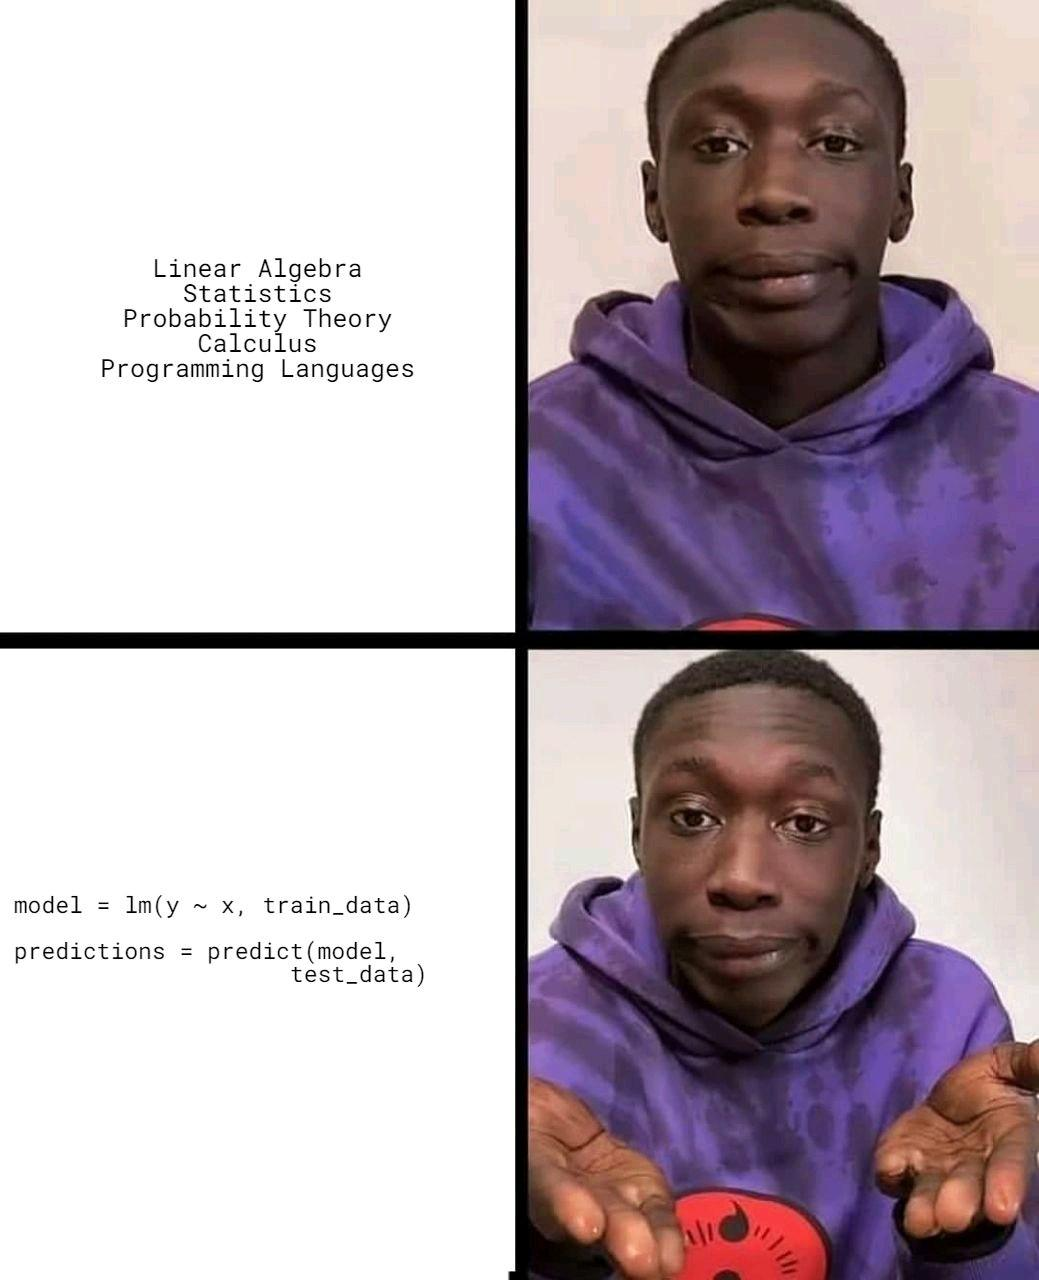 Linear Algebra
Statistics
Probability Theory
Calculus
Programming Languages
model = lm(y ~ x, train_data)
predictions = predict(model,
test_data)